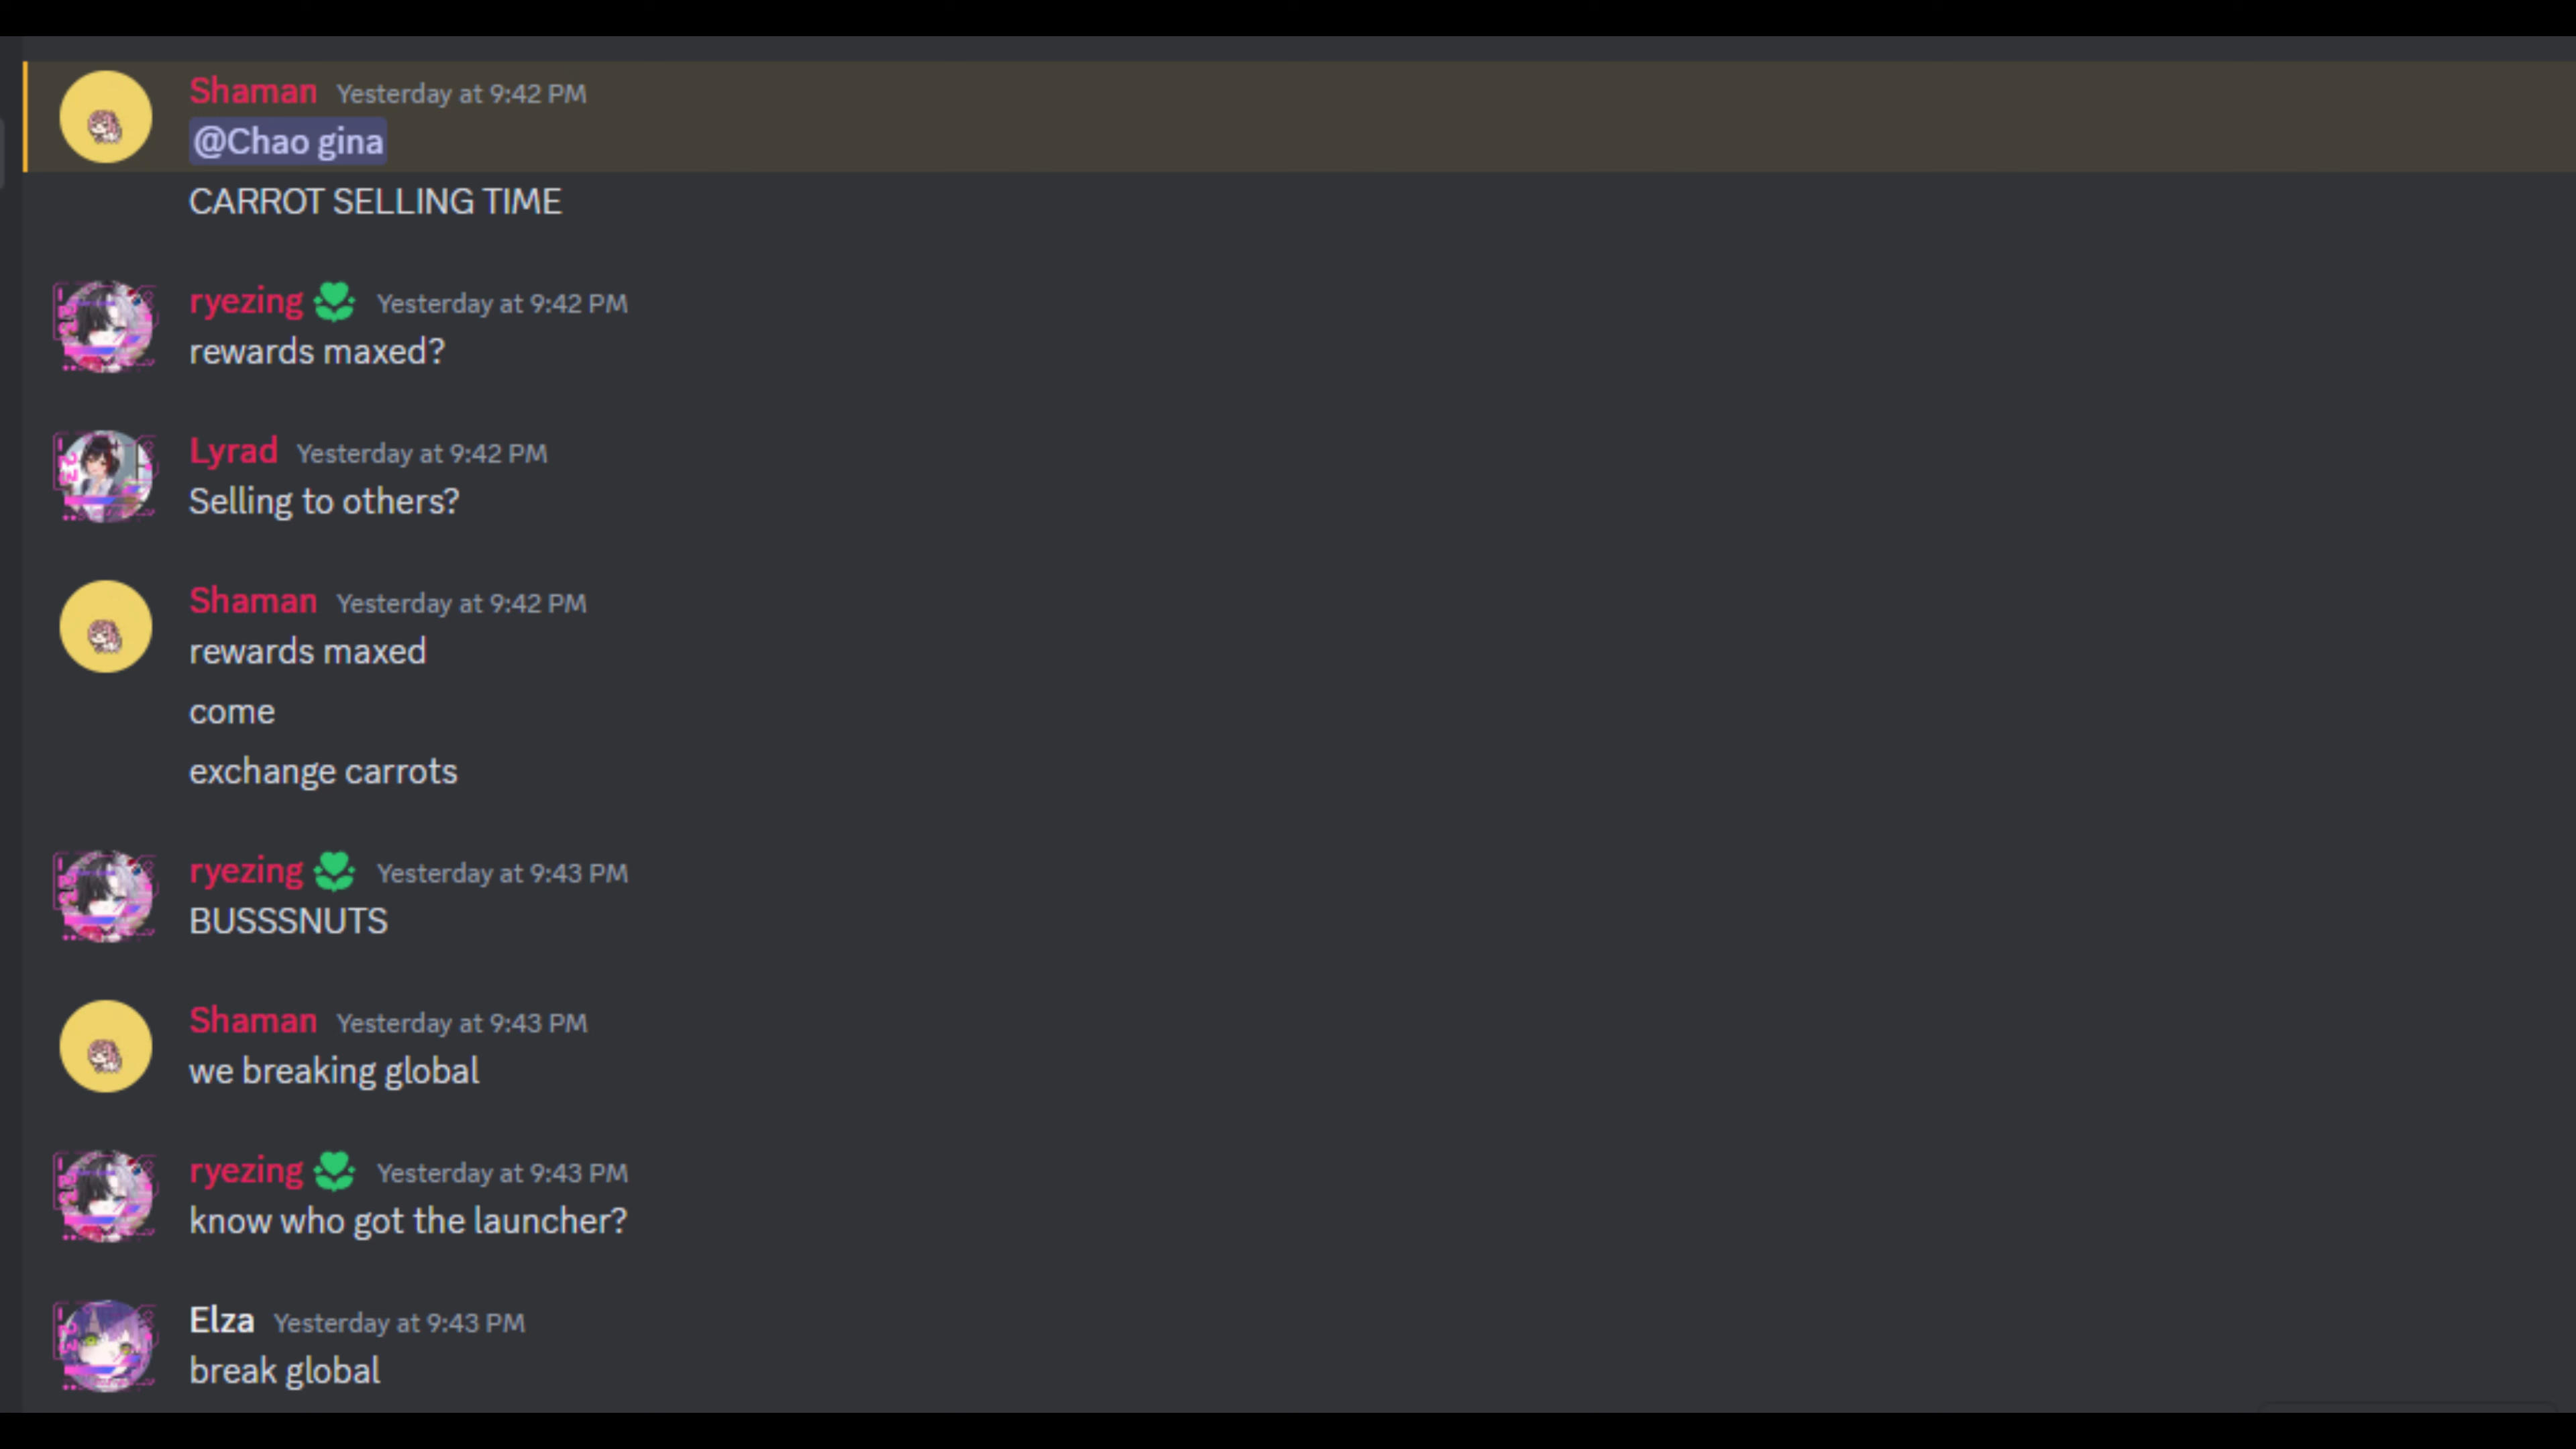 Shaman Yesterday at 9:42 PM
@Chao gina
CARROT SELLING TIME
ryezing Yesterday at 9:42 PM
rewards maxed?
Lyrad Yesterday at 9:42 PM
Selling to others?
Shaman Yesterday at 9:42 PM
rewards maxed
come
exchange carrots
ryezing Yesterday at 9:43 PM
BUSSSNUTS
Shaman Yesterday at 9:43 PM
we breaking global
ryezing Yesterday at 9:43 PM
know who got the launcher?
Elza Yesterday at 9:43 PM
break global